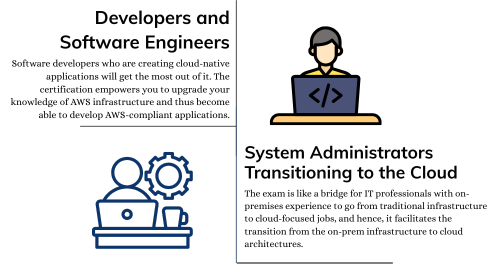 Developers and
Software Engineers
Software developers who are creating cloud-native
applications will get the most out of it. The
certification empowers you to upgrade your
knowledge of AWS infrastructure and thus become
able to develop AWS-compliant applications.
</>
System Administrators
Transitioning to the Cloud
The exam is like a bridge for IT professionals with on-
premises experience to go from traditional infrastructure
to cloud-focused jobs, and hence, it facilitates the
transition from the on-prem infrastructure to cloud
architectures.